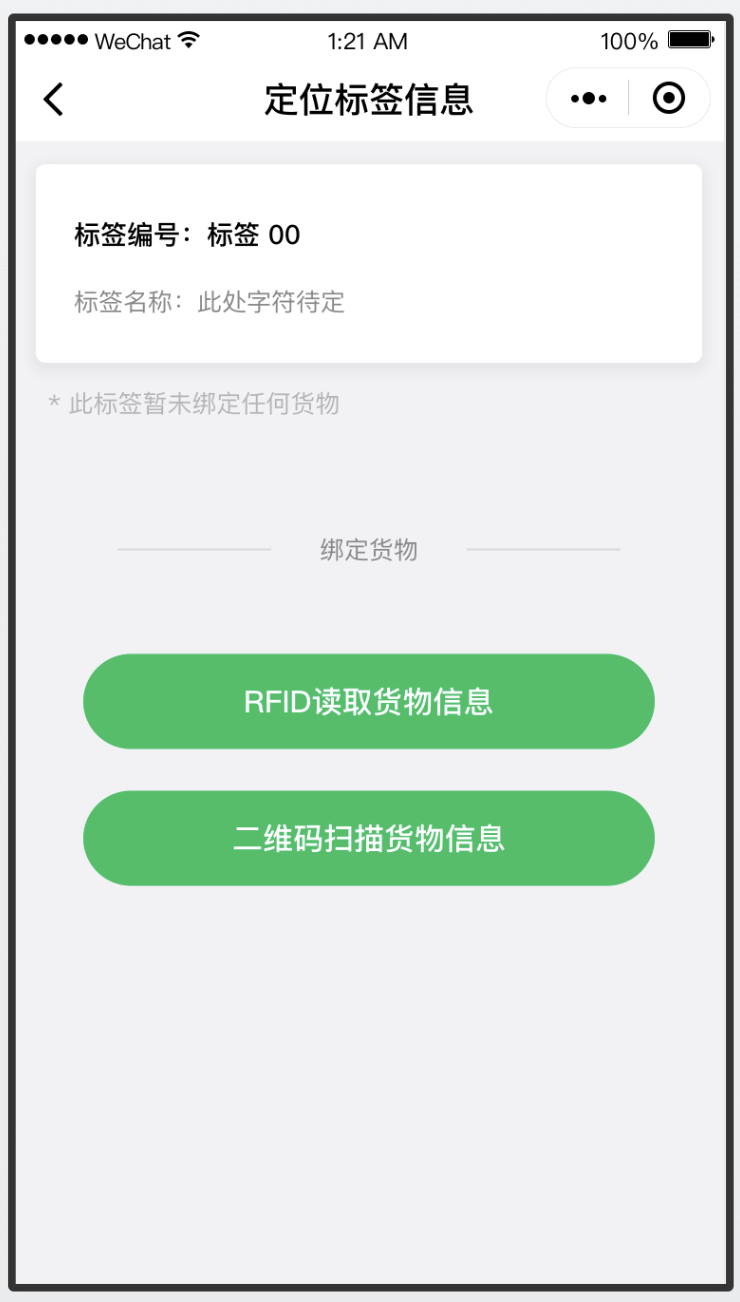 ●●●●● WeChat 1:21 AM 100%
定位标签信息
标签编号：标签 00
标签名称：此处字符待定
* 此标签暂未绑定任何货物
绑定货物
RFID读取货物信息
二维码扫描货物信息